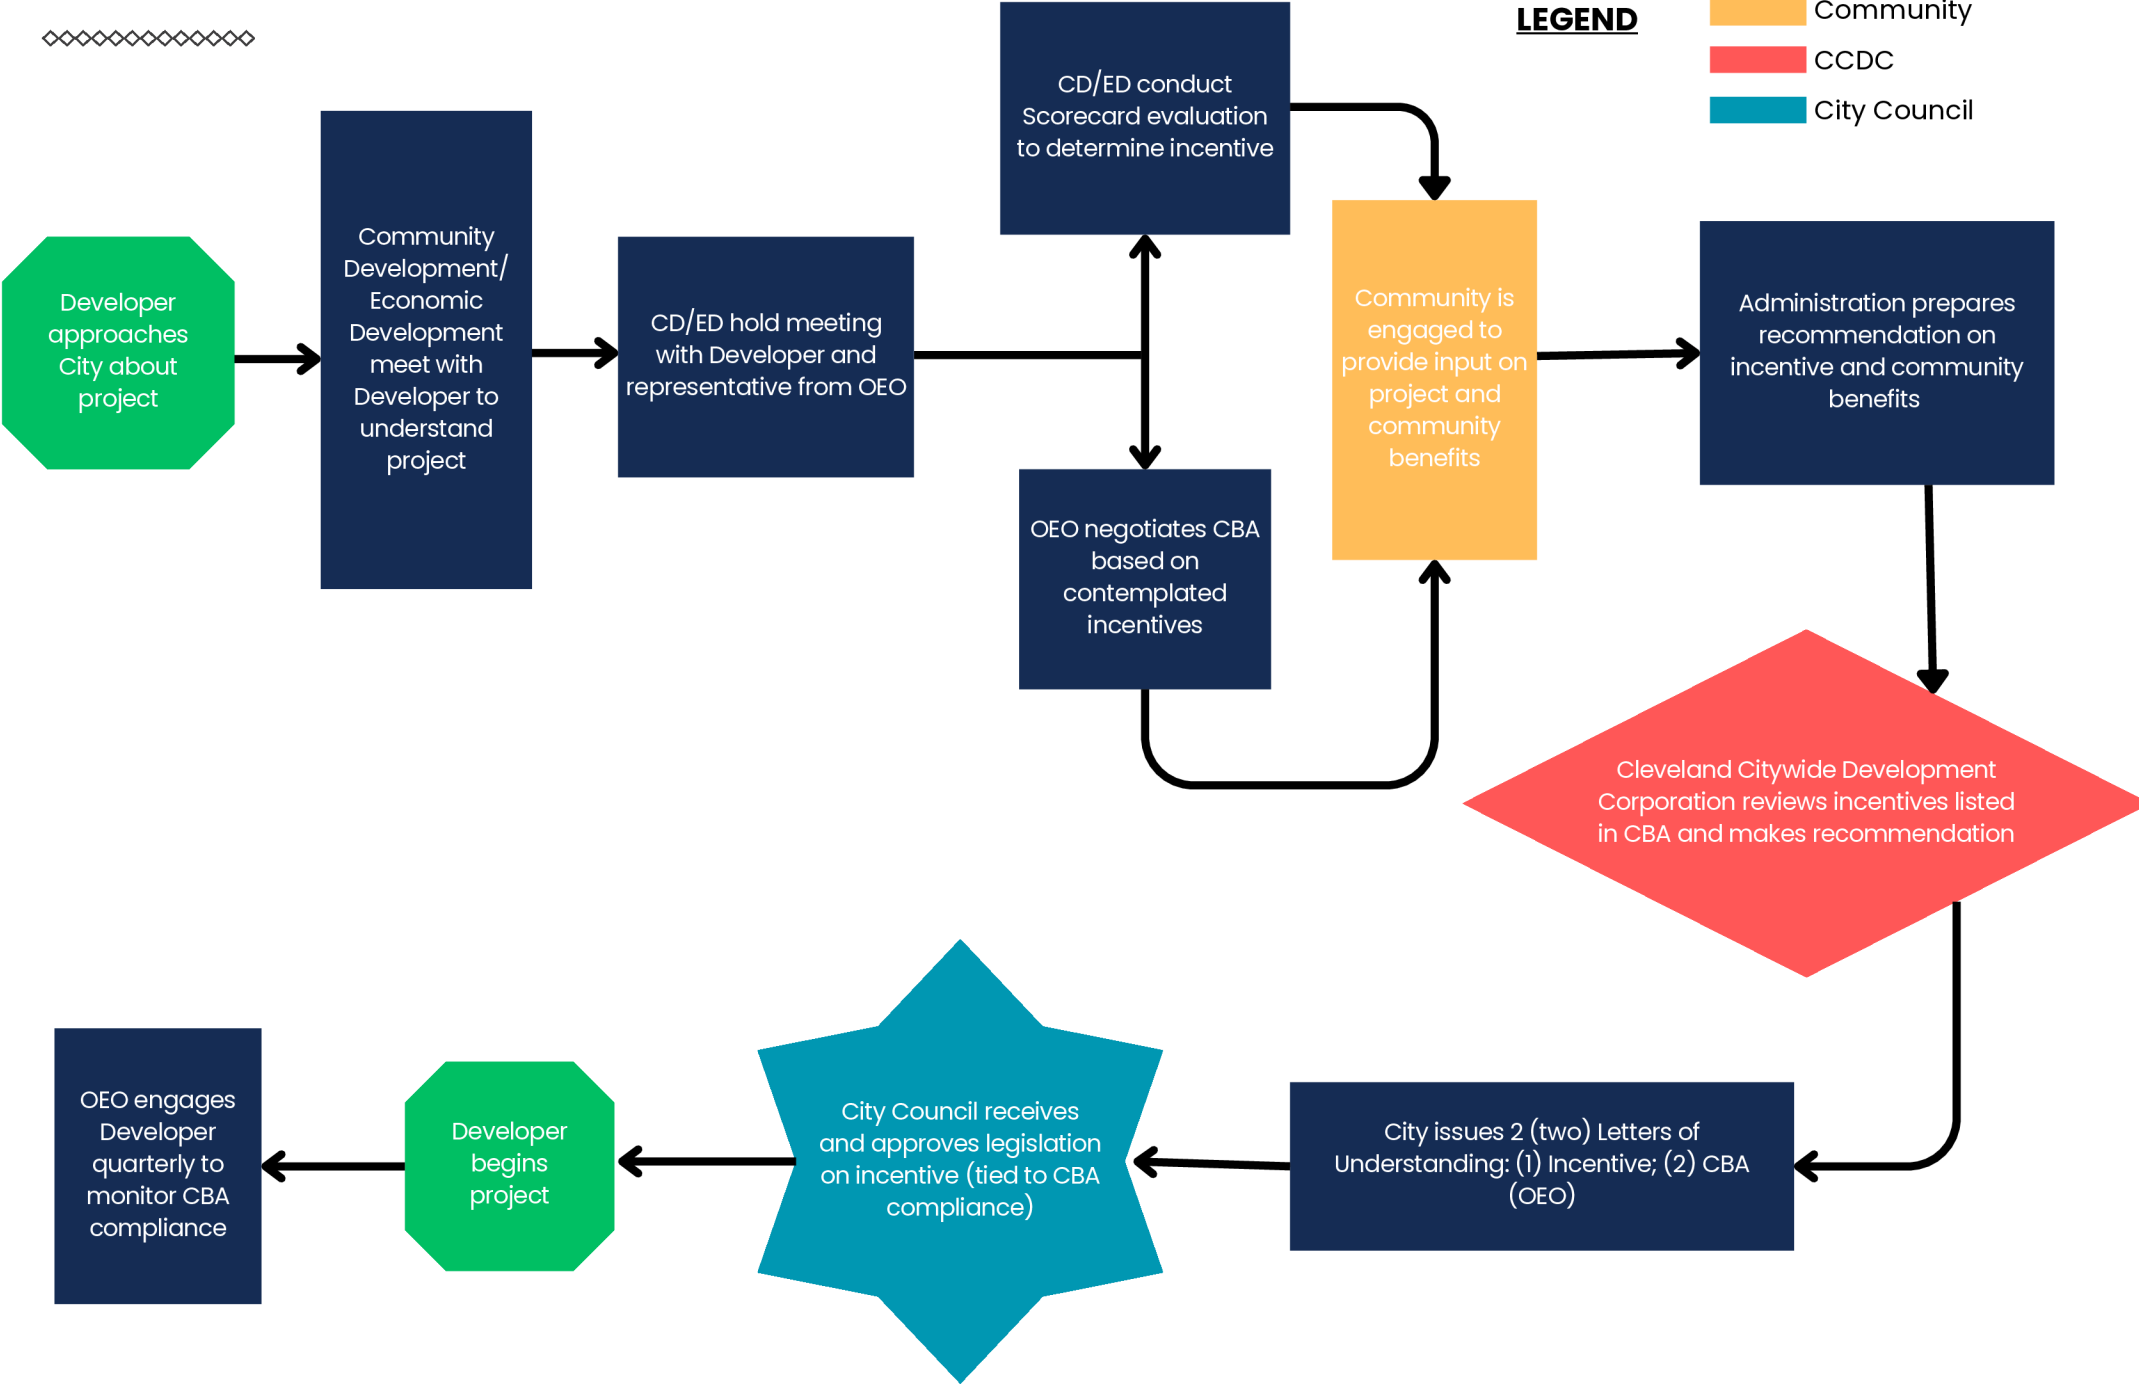 LEGEND
Community
CCDC
City Council
Developer
approaches
City about
project
Community
Development/
Economic
Development
meet with
Developer to
understand
project
CD/ED hold meeting
with Developer and
representative from OEO
CD/ED conduct
Scorecard evaluation
to determine incentive
OEO negotiates CBA
based on
contemplated
incentives
Community is
engaged to
provide input on
project and
community
benefits
Administration prepares
recommendation on
incentive and community
benefits
Cleveland Citywide Development
Corporation reviews incentives listed
in CBA and makes recommendation
City issues 2 (two) Letters of
Understanding: (1) Incentive; (2) CBA
(OEO)
City Council receives
and approves legislation
on incentive (tied to CBA
compliance)
Developer
begins
project
OEO engages
Developer
quarterly to
monitor CBA
compliance